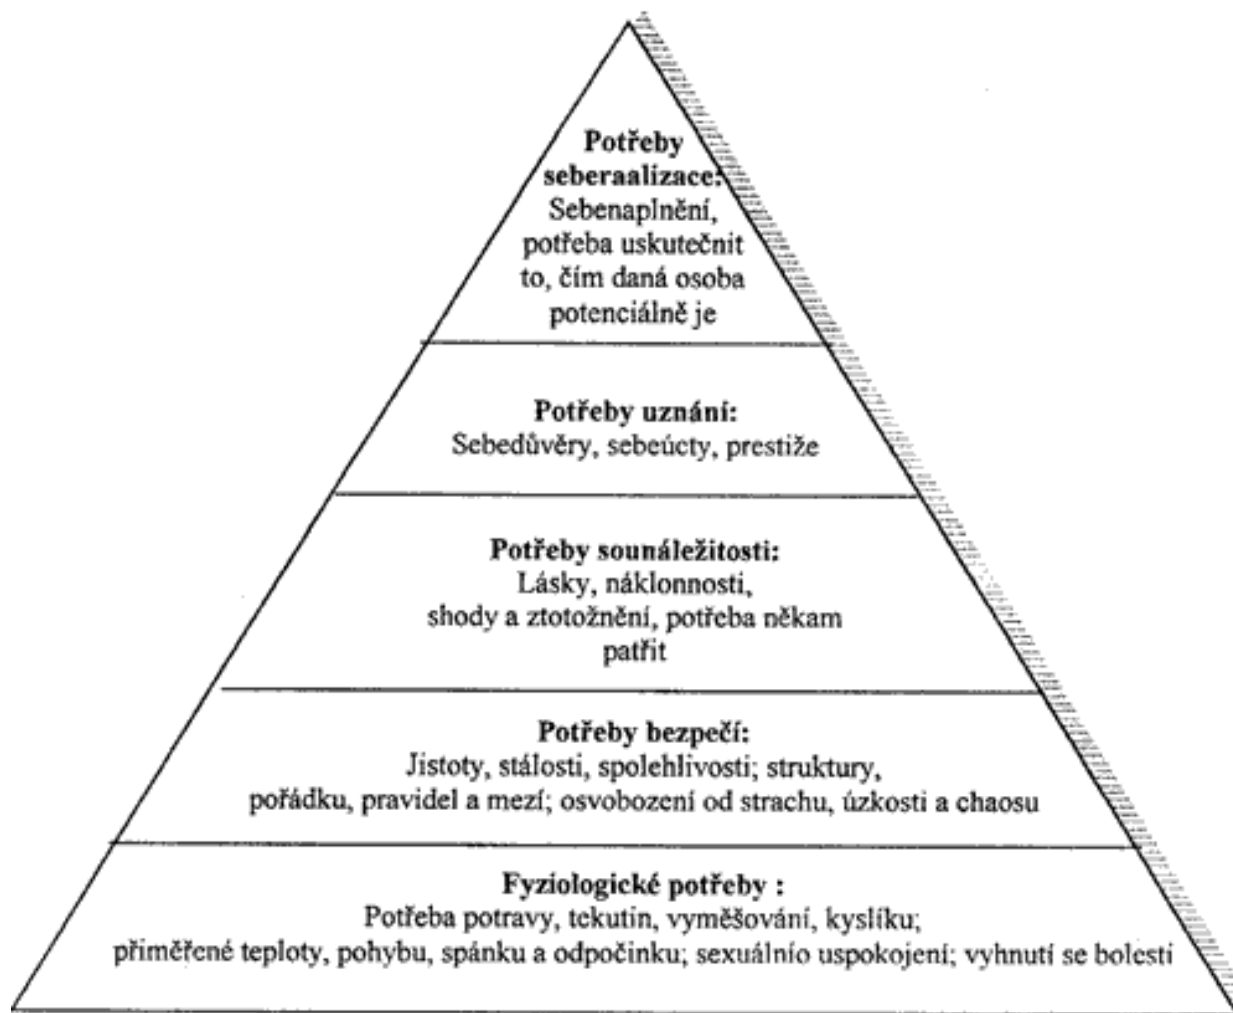 Potřeby
seberaalizace:
Sebenaplnění,
potřeba uskutečnit
to, čím daná osoba
potenciálně je
Potřeby uznání:
Sebedůvěry, sebeúcty, prestiže
Potřeby sounáležitosti:
Lásky, náklonnosti,
shody a ztotožnění, potřeba někam
patřit
Potřeby bezpečí:
Jistoty, stálosti, spolehlivosti; struktury,
pořádku, pravidel a mezí; osvobození od strachu, úzkosti a chaosu
Fyziologické potřeby :
Potřeba potravy, tekutin, vyměšování, kyslíku;
přiměřené teploty, pohybu, spánku a odpočinku; sexuálnío uspokojení; vyhnutí se bolesti